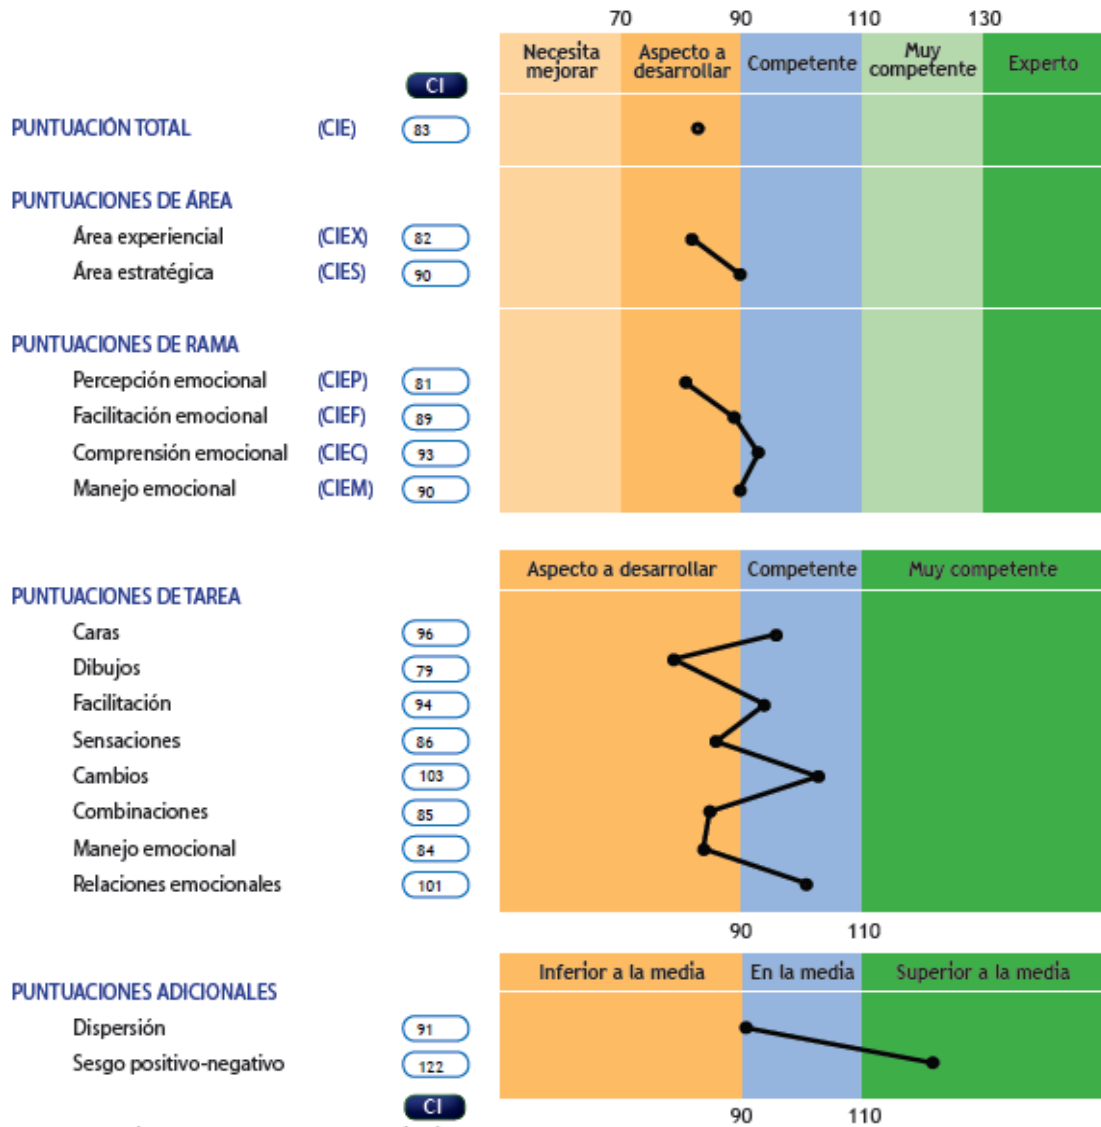 70 90 110 130
Necesita mejorar Aspecto a desarrollar Competente Muy competente Experto
CI
PUNTUACIÓN TOTAL (CIE) 83
PUNTUACIONES DE ÁREA
Área experiencial (CIEX) 82
Área estratégica (CIES) 90
PUNTUACIONES DE RAMA
Percepción emocional (CIEP) 81
Facilitación emocional (CIEF) 89
Comprensión emocional (CIEC) 93
Manejo emocional (CIEM) 90
Aspecto a desarrollar Competente Muy competente
PUNTUACIONES DE TAREA
Caras 96
Dibujos 79
Facilitación 94
Sensaciones 86
Cambios 103
Combinaciones 85
Manejo emocional 84
Relaciones emocionales 101
90 110
Inferior a la media En la media Superior a la media
PUNTUACIONES ADICIONALES
Dispersión 91
Sesgo positivo-negativo 122
CI
90 110